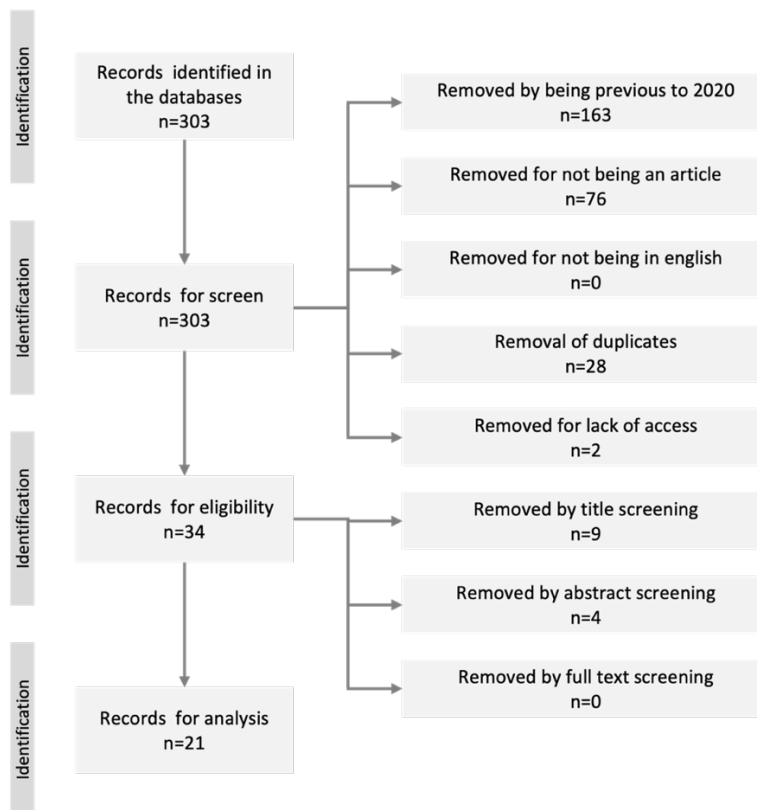 Identification
Records identified in
the databases
n=303
Removed by being previous to 2020
n=163
Removed for not being an article
n=76
Identification
Records for screen
n=303
Removed for not being in english
n=0
Removal of duplicates
n=28
Removed for lack of access
n=2
Identification
Records for eligibility
n=34
Removed by title screening
n=9
Removed by abstract screening
n=4
Removed by full text screening
n=0
Identification
Records for analysis
n=21